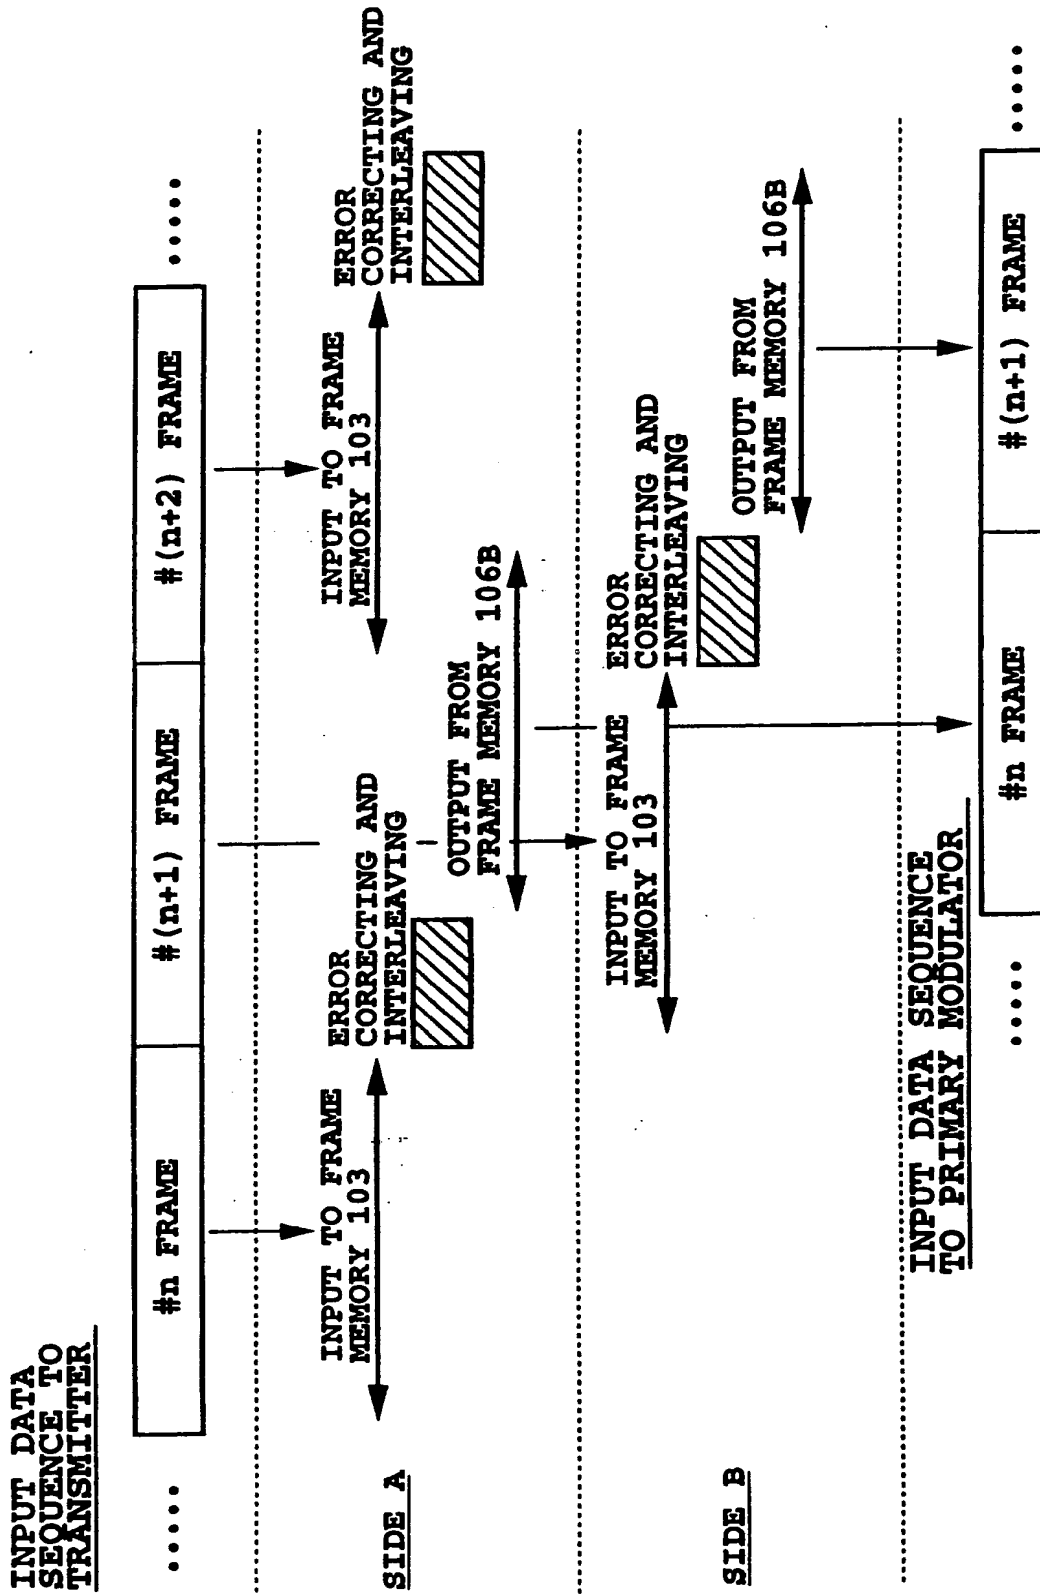 INPUT DATA
SEQUENCE TO
TRANSMITTER
.....
#n FRAME
#(n+1) FRAME
#(n+2) FRAME
.....
SIDE A
INPUT TO FRAME
MEMORY 103
ERROR
CORRECTING AND
INTERLEAVING
OUTPUT FROM
FRAME MEMORY 106B
INPUT TO FRAME
MEMORY 103
ERROR
CORRECTING AND
INTERLEAVING
SIDE B
INPUT TO FRAME
MEMORY 103
ERROR
CORRECTING AND
INTERLEAVING
OUTPUT FROM
FRAME MEMORY 106B
INPUT DATA SEQUENCE
TO PRIMARY MODULATOR
.....
#n FRAME
#(n+1) FRAME
.....